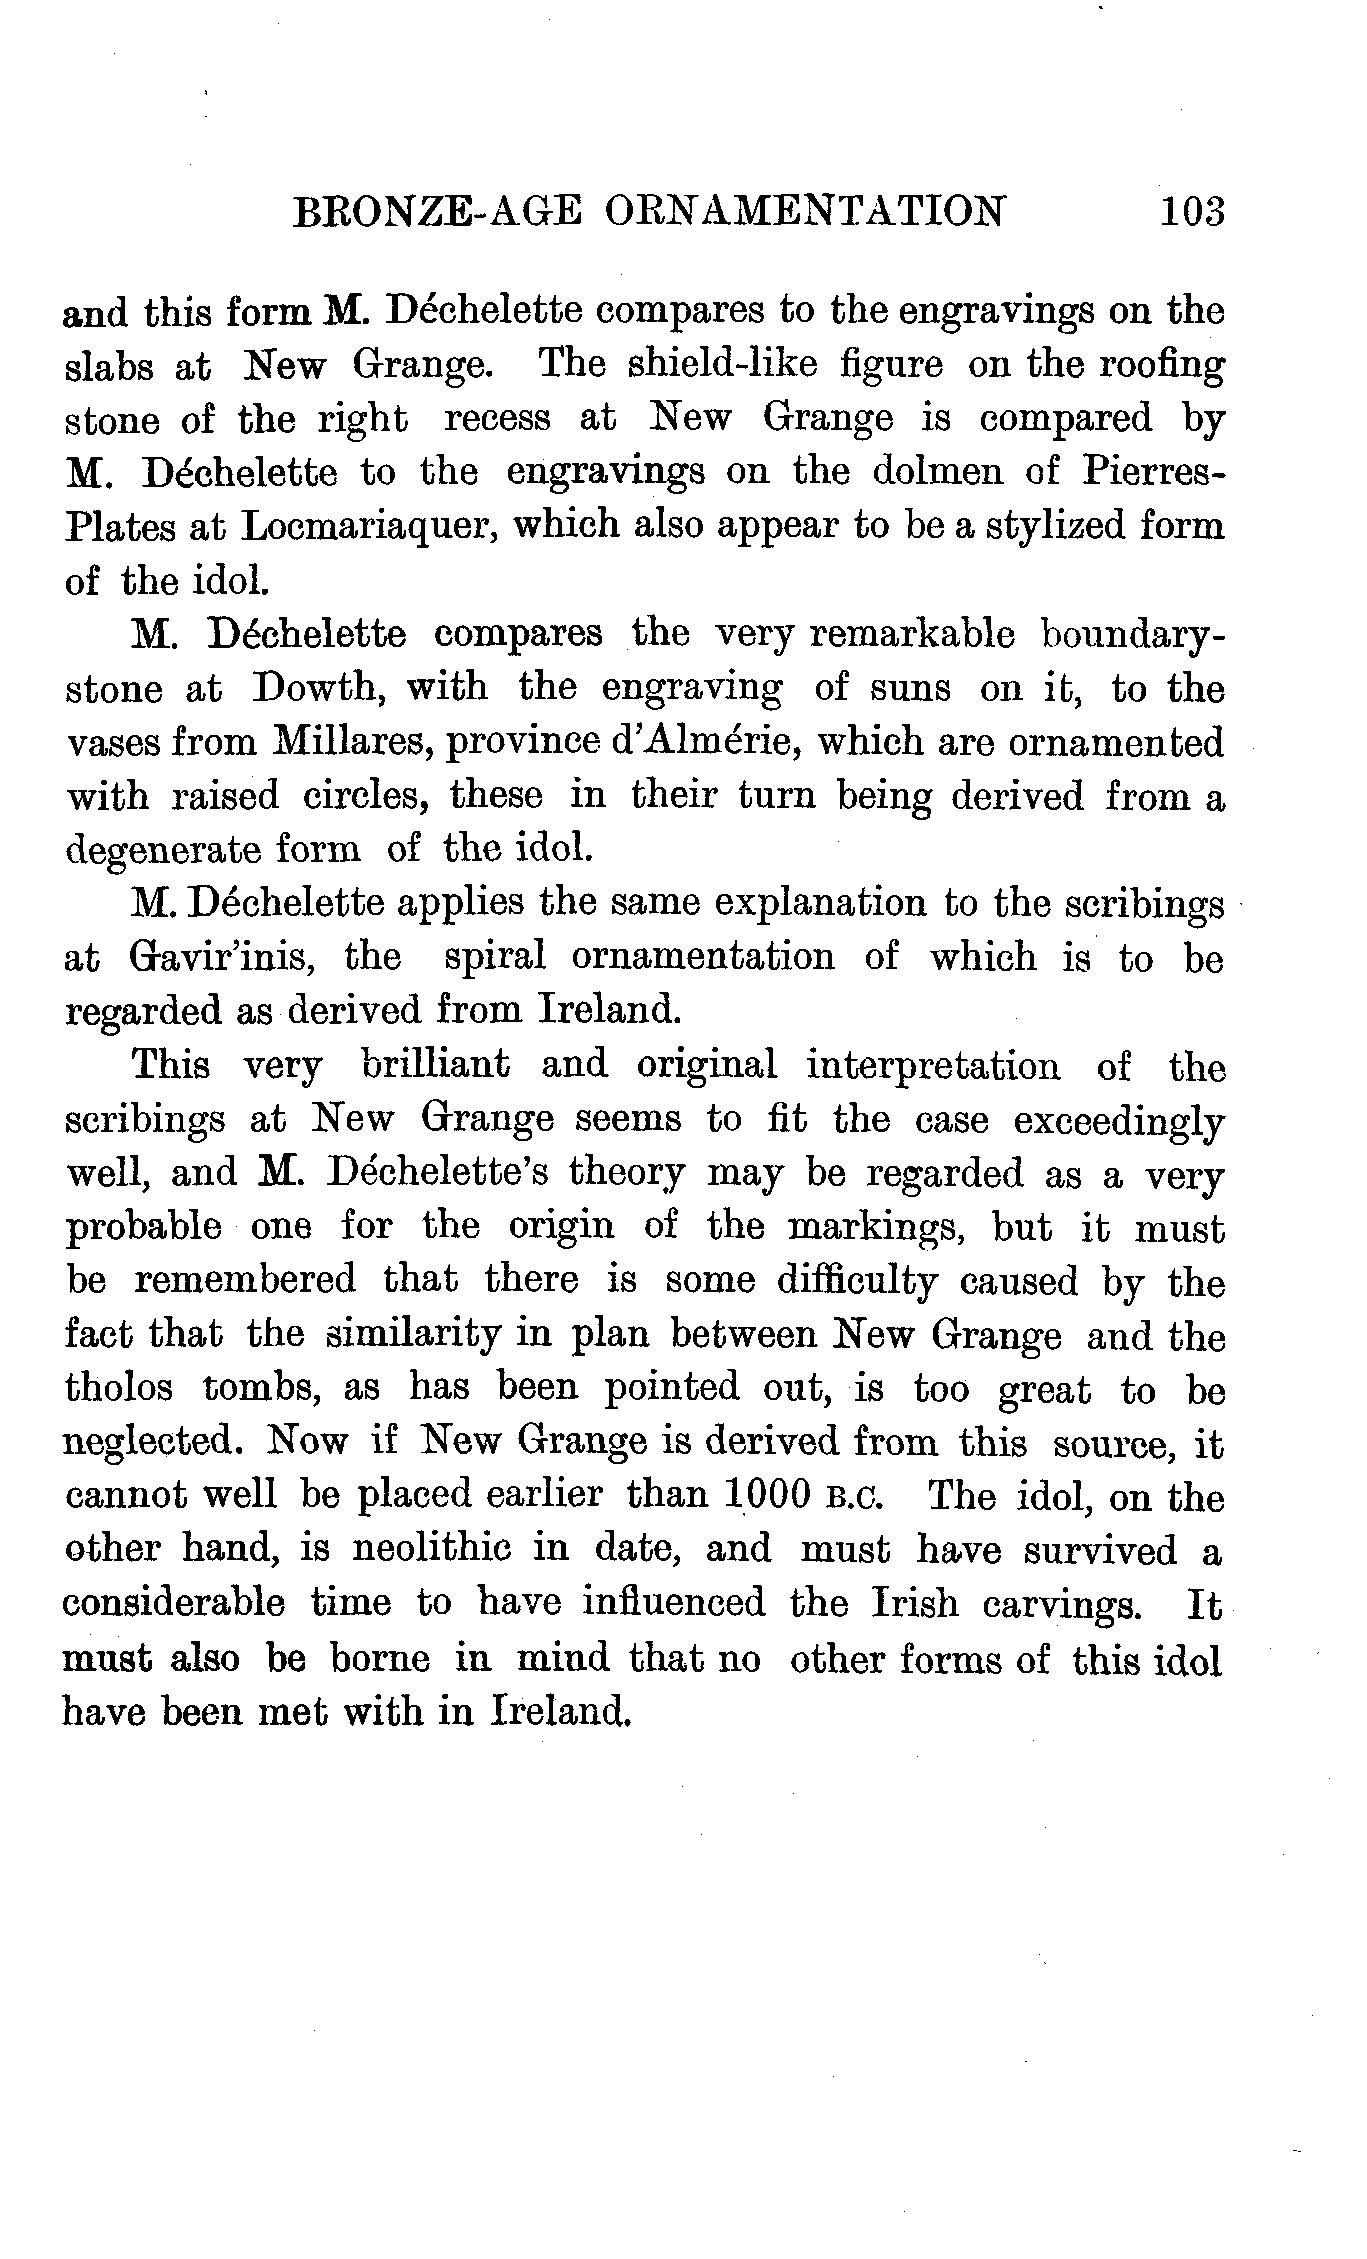 BRONZE-AGE ORNAMENTATION 103
and this form M. Déchelette compares to the engravings on the
slabs at New Grange. The shield-like figure on the roofing
stone of the right recess at New Grange is compared by
M. Déchelette to the engravings on the dolmen of Pierres-
Plates at Locmariaquer, which also appear to be a stylized form
of the idol.
M. Déchelette compares the very remarkable boundary-
stone at Dowth, with the engraving of suns on it, to the
vases from Millares, province d'Almérie, which are ornamented
with raised circles, these in their turn being derived from a
degenerate form of the idol.
M. Déchelette applies the same explanation to the scribings
at Gavir'inis, the spiral ornamentation of which is to be
regarded as derived from Ireland.
This very brilliant and original interpretation of the
scribings at New Grange seems to fit the case exceedingly
well, and M. Déchelette's theory may be regarded as a very
probable one for the origin of the markings, but it must
be remembered that there is some difficulty caused by the
fact that the similarity in plan between New Grange and the
tholos tombs, as has been pointed out, is too great to be
neglected. Now if New Grange is derived from this source, it
cannot well be placed earlier than 1000 B.C. The idol, on the
other hand, is neolithic in date, and must have survived a
considerable time to have influenced the Irish carvings. It
must also be borne in mind that no other forms of this idol
have been met with in Ireland.